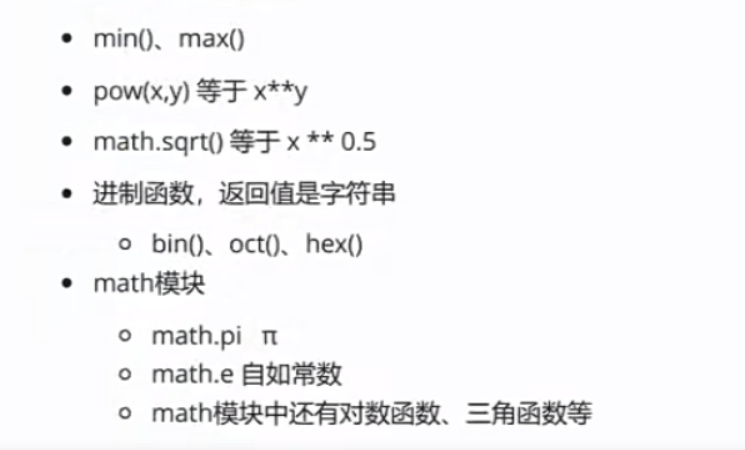 min()、max()
pow(x,y) 等于 x**y
math.sqrt() 等于 x ** 0.5
进制函数，返回值是字符串
bin()、oct()、hex()
math模块
math.pi π
math.e 自如常数
math模块中还有对数函数、三角函数等